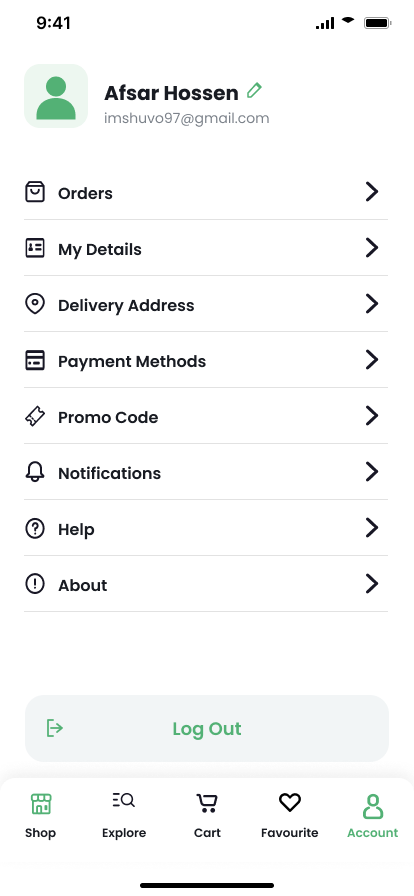 9:41
Afsar Hossen
imshuvo97@gmail.com
Orders
My Details
Delivery Address
Payment Methods
Promo Code
Notifications
Help
About
Log Out
Shop Explore Cart Favourite Account